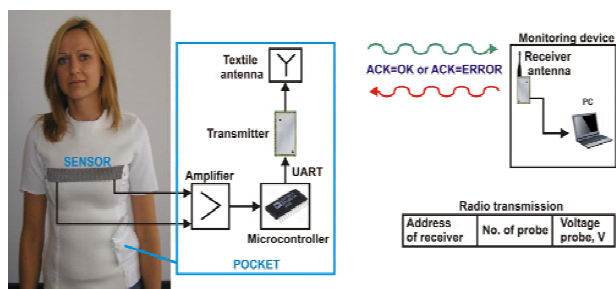 Textile
antenna
Transmitter
SENSOR
Amplifier
UART
Microcontroller
POCKET
ACK=OK or ACK=ERROR
Monitoring device
Receiver
antenna
PC
Radio transmission
Address
of receiver
No. of probe
Voltage
probe, V